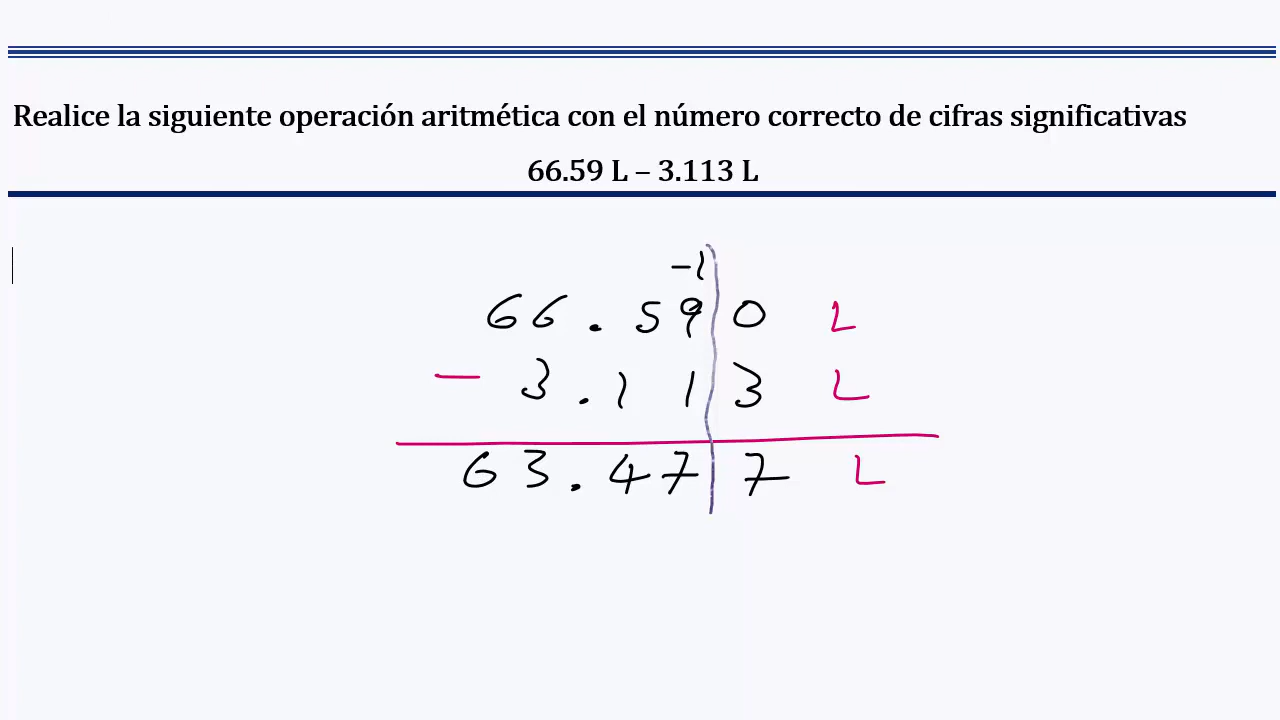 Realice la siguiente operación aritmética con el número correcto de cifras significativas
66.59 L – 3.113 L
-1
66.590 L
- 3.113 L
63.477 L